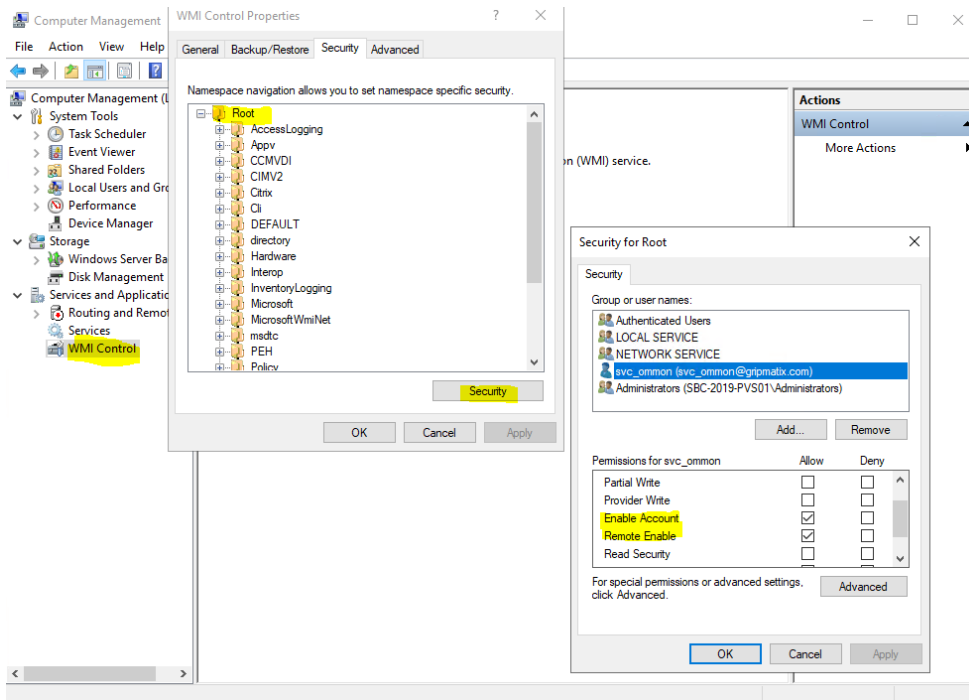 Computer Management
File Action View Help
Computer Management (L
System Tools
Task Scheduler
Event Viewer
Shared Folders
Local Users and Gro
Performance
Device Manager
Storage
Windows Server Ba
Disk Management
Services and Applicatio
Routing and Remot
Services
WMI Control
WMI Control Properties
General Backup/Restore Security Advanced
Namespace navigation allows you to set namespace specific security.
Root
AccessLogging
Appv
CCMVDI
CIMV2
Citrix
Cli
DEFAULT
directory
Hardware
Interop
InventoryLogging
Microsoft
MicrosoftWmiNet
msdtc
PEH
Policy
Security
OK Cancel Apply
on (WMI) service.
Actions
WMI Control
More Actions
Security for Root
Security
Group or user names:
Authenticated Users
LOCAL SERVICE
NETWORK SERVICE
svc_ommon (svc_ommon@gripmatix.com)
Administrators (SBC-2019-PVS01\Administrators)
Add... Remove
Permissions for svc_ommon Allow Deny
Partial Write
Provider Write
Enable Account
Remote Enable
Read Security
For special permissions or advanced settings,
click Advanced.
Advanced
OK Cancel Apply